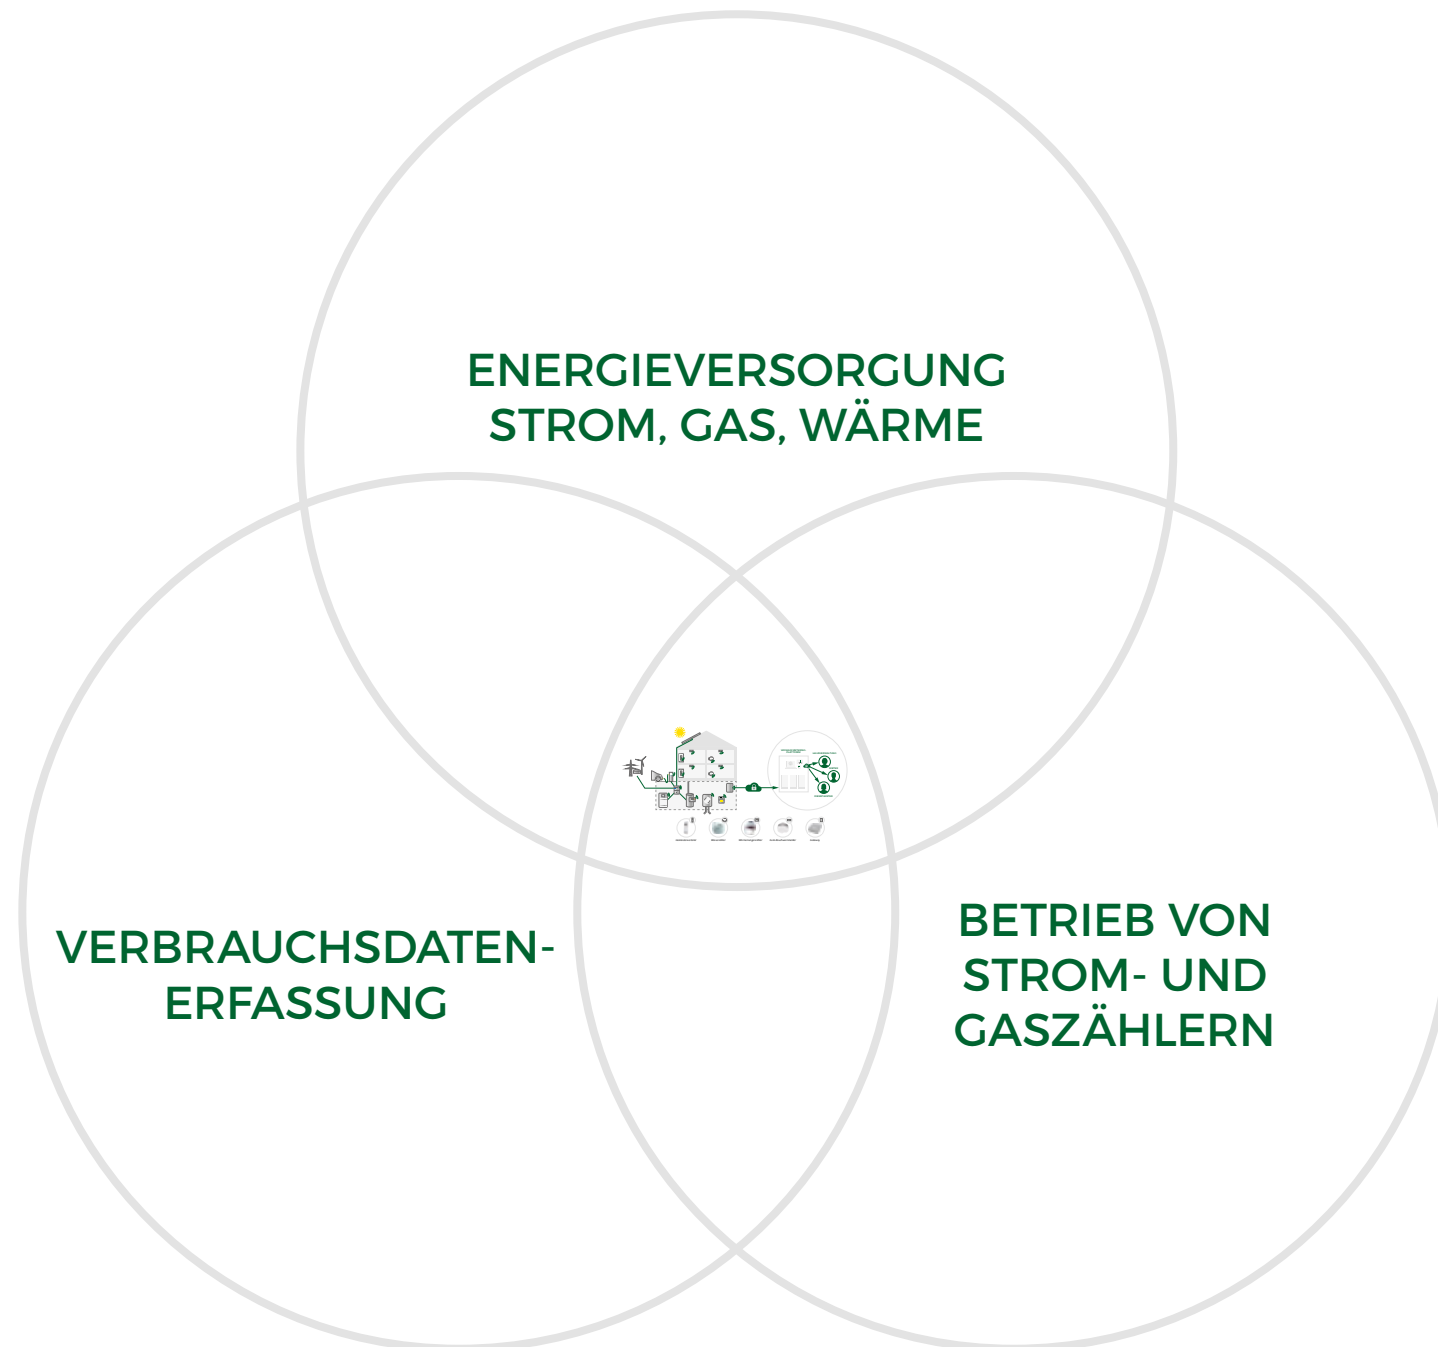 ENERGIEVERSORGUNG
STROM, GAS, WÄRME
VERBRAUCHSDATEN-
ERFASSUNG
BETRIEB VON
STROM- UND
GASZÄHLERN